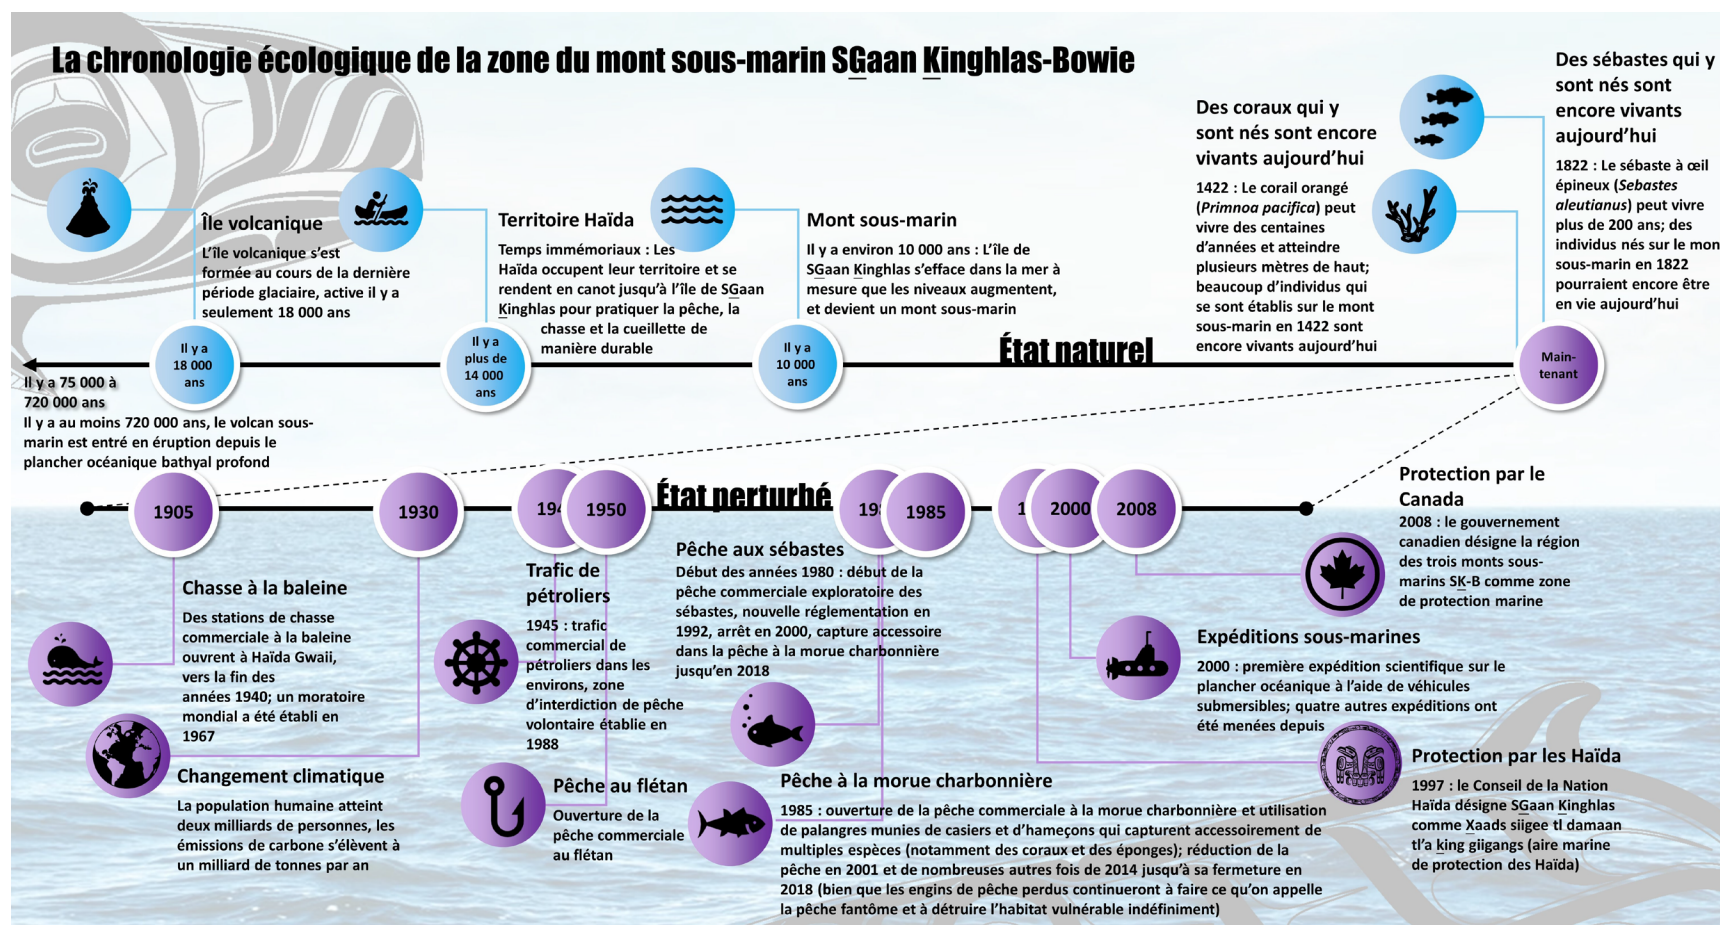 La chronologie écologique de la zone du mont sous-marin SGaan Kinghlas-Bowie
Île volcanique
L'île volcanique s'est
formée au cours de la dernière
période glaciaire, active il y a
seulement 18 000 ans
Territoire Haïda
Temps immémoriaux : Les
Haïda occupent leur territoire et se
rendent en canot jusqu'à l'île de SGaan
Kinghlas pour pratiquer la pêche, la
chasse et la cueillette de
manière durable
Mont sous-marin
Il y a environ 10 000 ans : L'île de
SGaan Kinghlas s'efface dans la mer à
mesure que les niveaux augmentent,
et devient un mont sous-marin
Des coraux qui y
sont nés sont encore
vivants aujourd'hui
1422 : Le corail orangé
(Primnoa pacifica) peut
vivre des centaines
d'années et atteindre
plusieurs mètres de haut;
beaucoup d'individus qui
se sont établis sur le mont
sous-marin en 1422 sont
encore vivants aujourd'hui
Des sébastes qui y
sont nés sont
encore vivants
aujourd'hui
1822 : Le sébaste à œil
épineux (Sebastes
aleutianus) peut vivre
plus de 200 ans; des
individus nés sur le mon
sous-marin en 1822
pourraient encore être
en vie aujourd'hui
Il y a
18 000
ans
Il y a
plus de
14 000
ans
Il y a
10 000
ans
État naturel
Main-
tenant
Il y a 75 000 à
720 000 ans
Il y a au moins 720 000 ans, le volcan sous-
marin est entré en éruption depuis le
plancher océanique bathyal profond
1905
1930
194
1950
État perturbé
198
1985
1
2000
2008
Chasse à la baleine
Des stations de chasse
commerciale à la baleine
ouvrent à Haïda Gwaii,
vers la fin des
années 1940; un moratoire
mondial a été établi en
1967
Changement climatique
La population humaine atteint
deux milliards de personnes, les
émissions de carbone s'élèvent à
un milliard de tonnes par an
Trafic de
pétroliers
1945 : trafic
commercial de
pétroliers dans les
environs, zone
d'interdiction de pêche
volontaire établie en
1988
Pêche au flétan
Ouverture de la
pêche commerciale
au flétan
Pêche aux sébastes
Début des années 1980 : début de la
pêche commerciale exploratoire des
sébastes, nouvelle réglementation en
1992, arrêt en 2000, capture accessoire
dans la pêche à la morue charbonnière
jusqu'en 2018
Pêche à la morue charbonnière
1985 : ouverture de la pêche commerciale à la morue charbonnière et utilisation
de palangres munies de casiers et d'hameçons qui capturent accessoirement de
multiples espèces (notamment des coraux et des éponges); réduction de la
pêche en 2001 et de nombreuses autres fois de 2014 jusqu'à sa fermeture en
2018 (bien que les engins de pêche perdus continueront à faire ce qu'on appelle
la pêche fantôme et à détruire l'habitat vulnérable indéfiniment)
Protection par le
Canada
2008 : le gouvernement
canadien désigne la région
des trois monts sous-
marins SK-B comme zone
de protection marine
Expéditions sous-marines
2000 : première expédition scientifique sur le
plancher océanique à l'aide de véhicules
submersibles; quatre autres expéditions ont
été menées depuis
Protection par les Haïda
1997 : le Conseil de la Nation
Haïda désigne SGaan Kinghlas
comme Xaads siigee tl damaan
tl'a king giigangs (aire marine
de protection des Haïda)